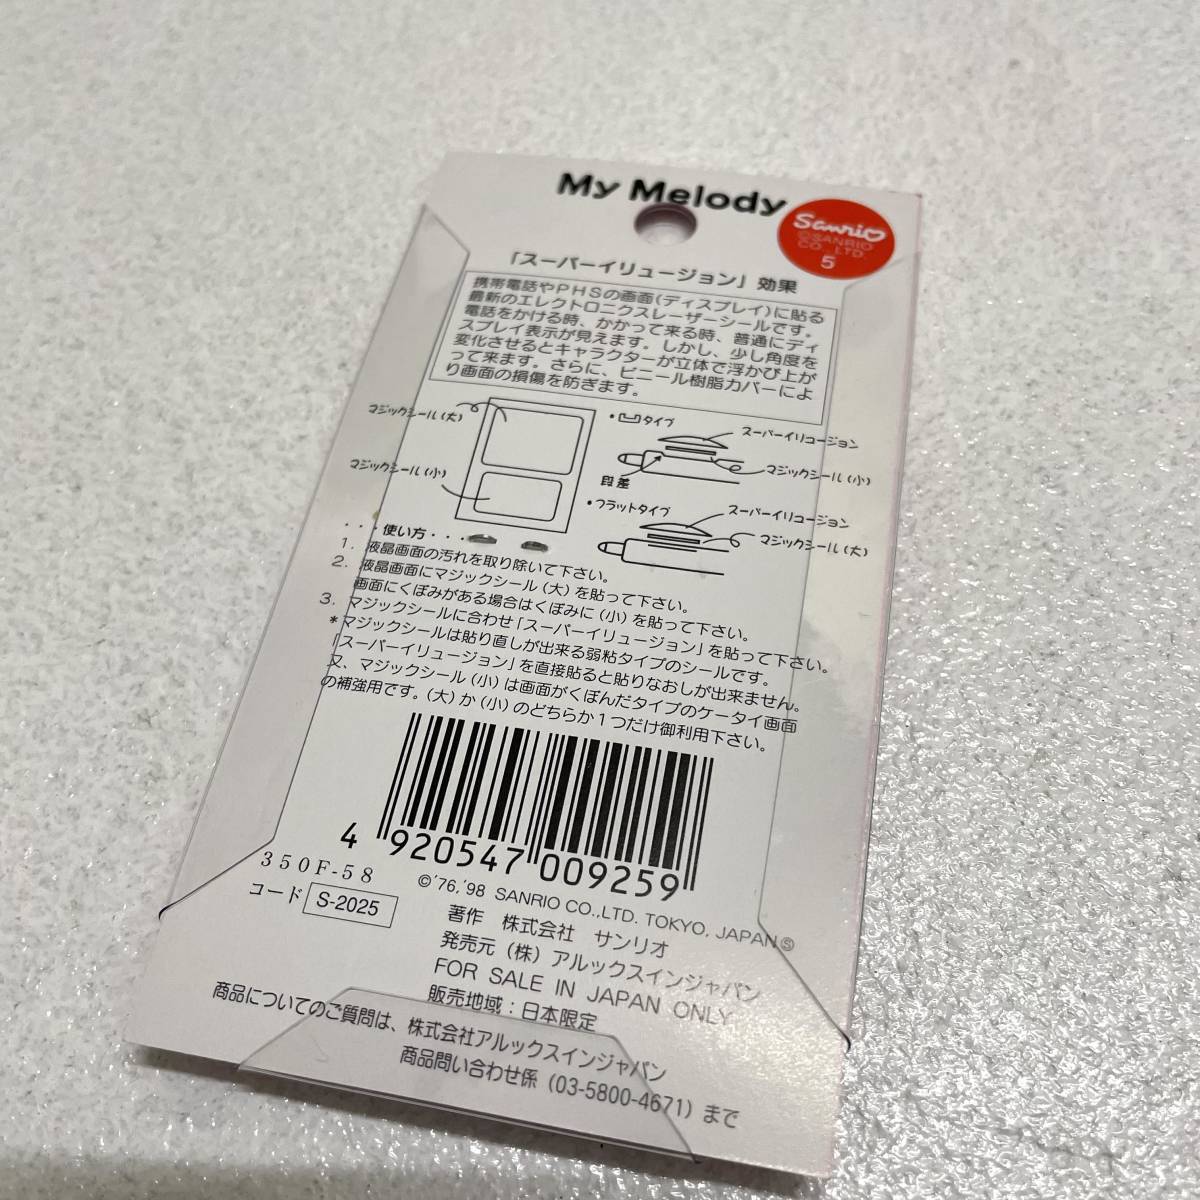 My Melody
Sanrio
©SANRIO
CO., LTD.
5
「スーパーイリュージョン」効果
携帯電話やPHSの画面(ディスプレイ)に貼る
最新のエレクトロニクスレーザーシールです。
電話をかける時、かかって来る時、普通にディ
スプレイ表示が見えます。しかし、少し角度を
変化させるとキャラクターが立体で浮かび上が
って来ます。さらに、ビニール樹脂カバーによ
り画面の損傷を防ぎます。
マジックシール(大)
マジックシール(小)
・凹タイプ
スーパーイリュージョン
マジックシール(小)
段差
・フラットタイプ
スーパーイリュージョン
マジックシール(大)
・・・使い方・・・
1. 液晶画面の汚れを取り除いて下さい。
2. 液晶画面にマジックシール(大)を貼って下さい。
画面にくぼみがある場合はくぼみに(小)を貼って下さい。
3. マジックシールに合わせ「スーパーイリュージョン」を貼って下さい。
*マジックシールは貼り直しが出来る弱粘タイプのシールです。
「スーパーイリュージョン」を直接貼ると貼りなおしが出来ません。
又、マジックシール(小)は画面がくぼんだタイプのケータイ画面
の補強用です。(大)か(小)のどちらか1つだけ御利用下さい。
4 920547 009259
350F-58
コード S-2025
©'76,'98 SANRIO CO.,LTD. TOKYO, JAPAN Ⓢ
著作 株式会社 サンリオ
発売元(株)アルックスインジャパン
FOR SALE IN JAPAN ONLY
販売地域:日本限定
商品についてのご質問は、株式会社アルックスインジャパン
商品問い合わせ係(03-5800-4671)まで